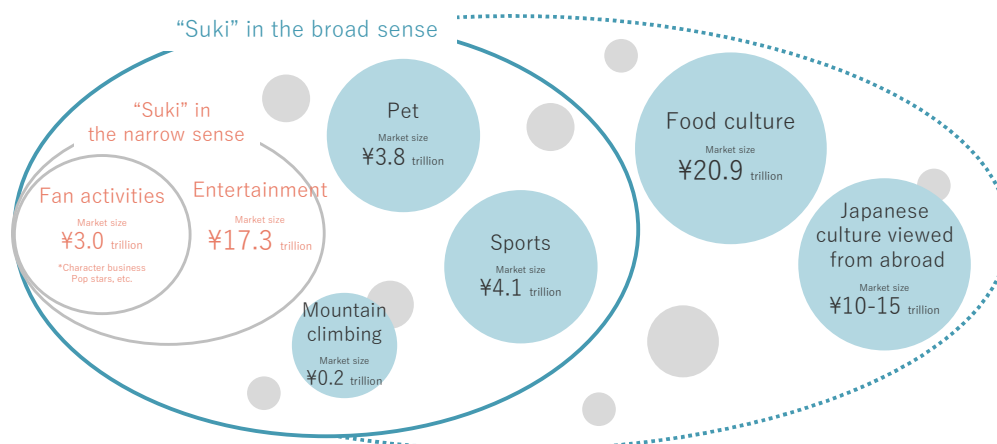 “Suki” in the broad sense
“Suki” in
the narrow sense
Fan activities
Market size
¥3.0 trillion
*Character business
Pop stars, etc.
Entertainment
Market size
¥17.3 trillion
Pet
Market size
¥3.8 trillion
Sports
Market size
¥4.1 trillion
Mountain
climbing
Market size
¥0.2 trillion
Food culture
Market size
¥20.9 trillion
Japanese
culture viewed
from abroad
Market size
¥10-15 trillion